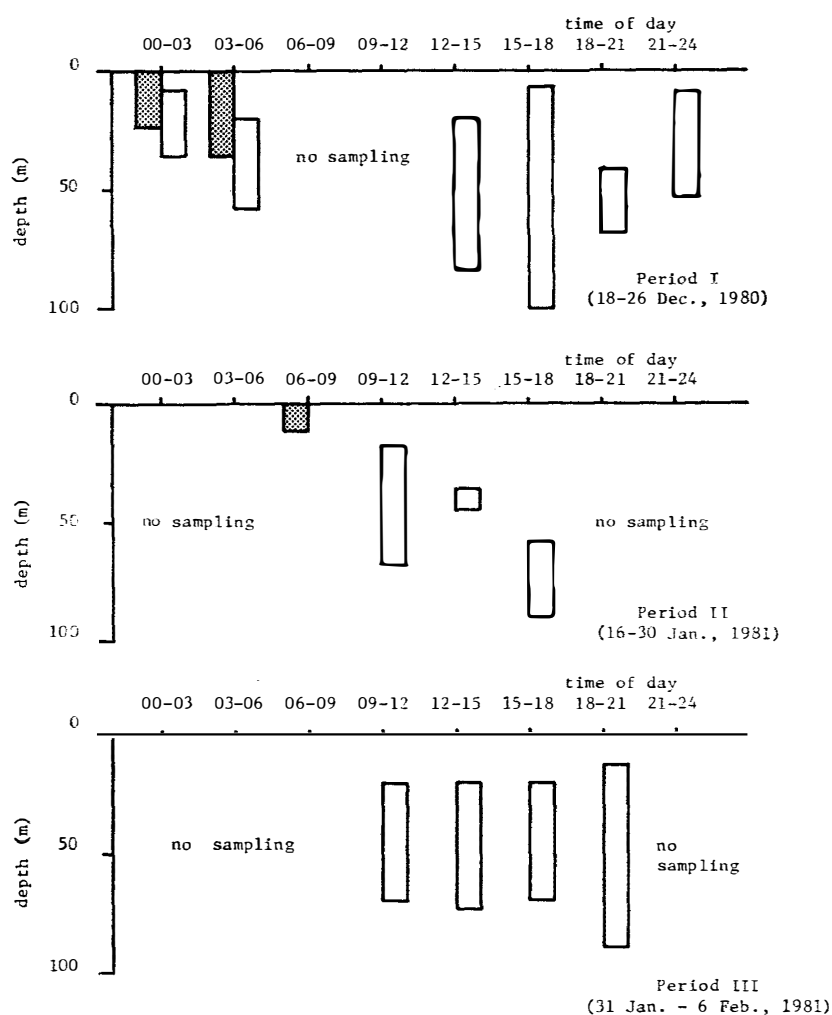 time of day
00-03 03-06 06-09 09-12 12-15 15-18 18-21 21-24
0
no sampling
50
depth (m)
Period I
(18-26 Dec., 1980)
100
time of day
00-03 03-06 06-09 09-12 12-15 15-18 18-21 21-24
0
50
no sampling
no sampling
depth (m)
Period II
(16-30 Jan., 1981)
100
time of day
00-03 03-06 06-09 09-12 12-15 15-18 18-21 21-24
0
50
no sampling
no
sampling
depth (m)
100
Period III
(31 Jan. - 6 Feb., 1981)